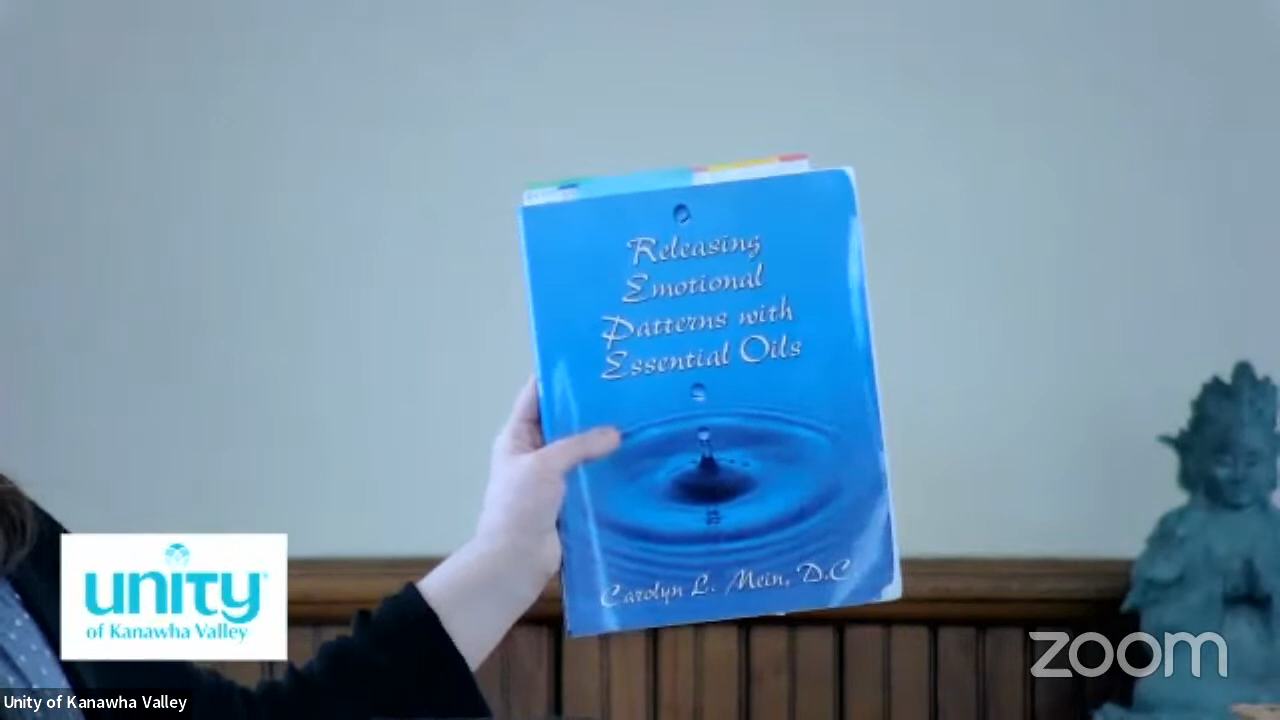 Releasing
Emotional
Patterns with
Essential Oils
Carolyn L. Mein, D.C.
unity
of Kanawha Valley
zoom
Unity of Kanawha Valley